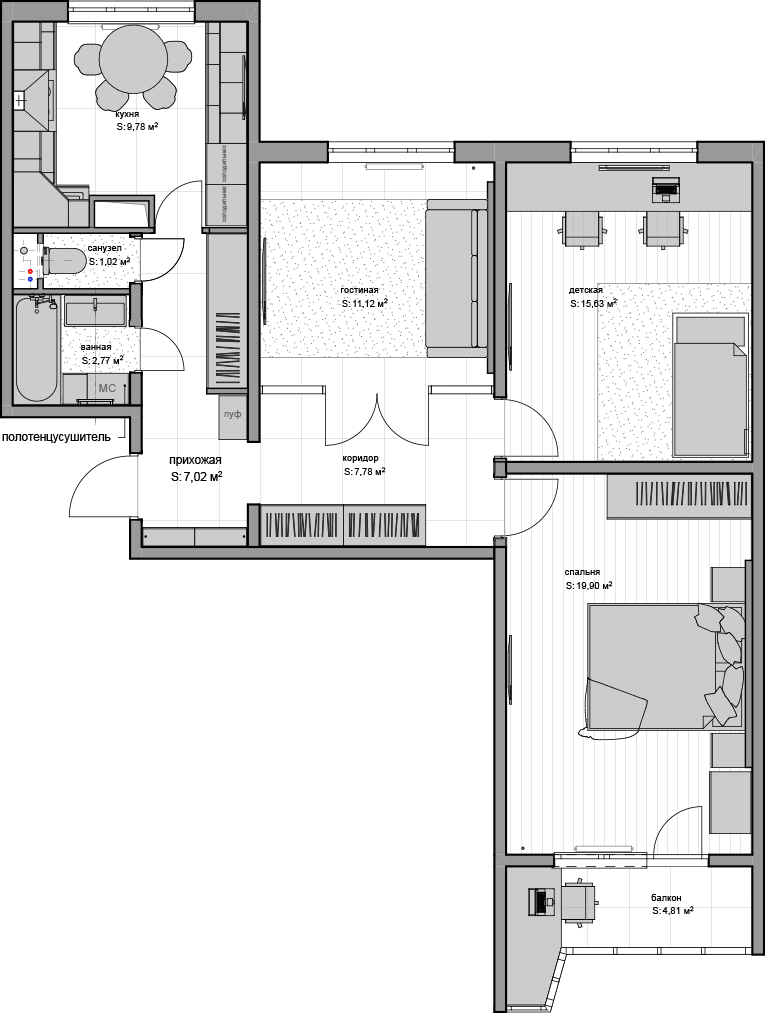 кухня
S: 9,78 м²
холодильник
холодильник
санузел
S: 1,02 м²
гостиная
S: 11,12 м²
детская
S: 15,63 м²
ванная
S: 2,77 м²
МС
пуф
полотенцусушитель
прихожая
S: 7,02 м²
коридор
S: 7,78 м²
спальня
S: 19,90 м²
балкон
S: 4,81 м²